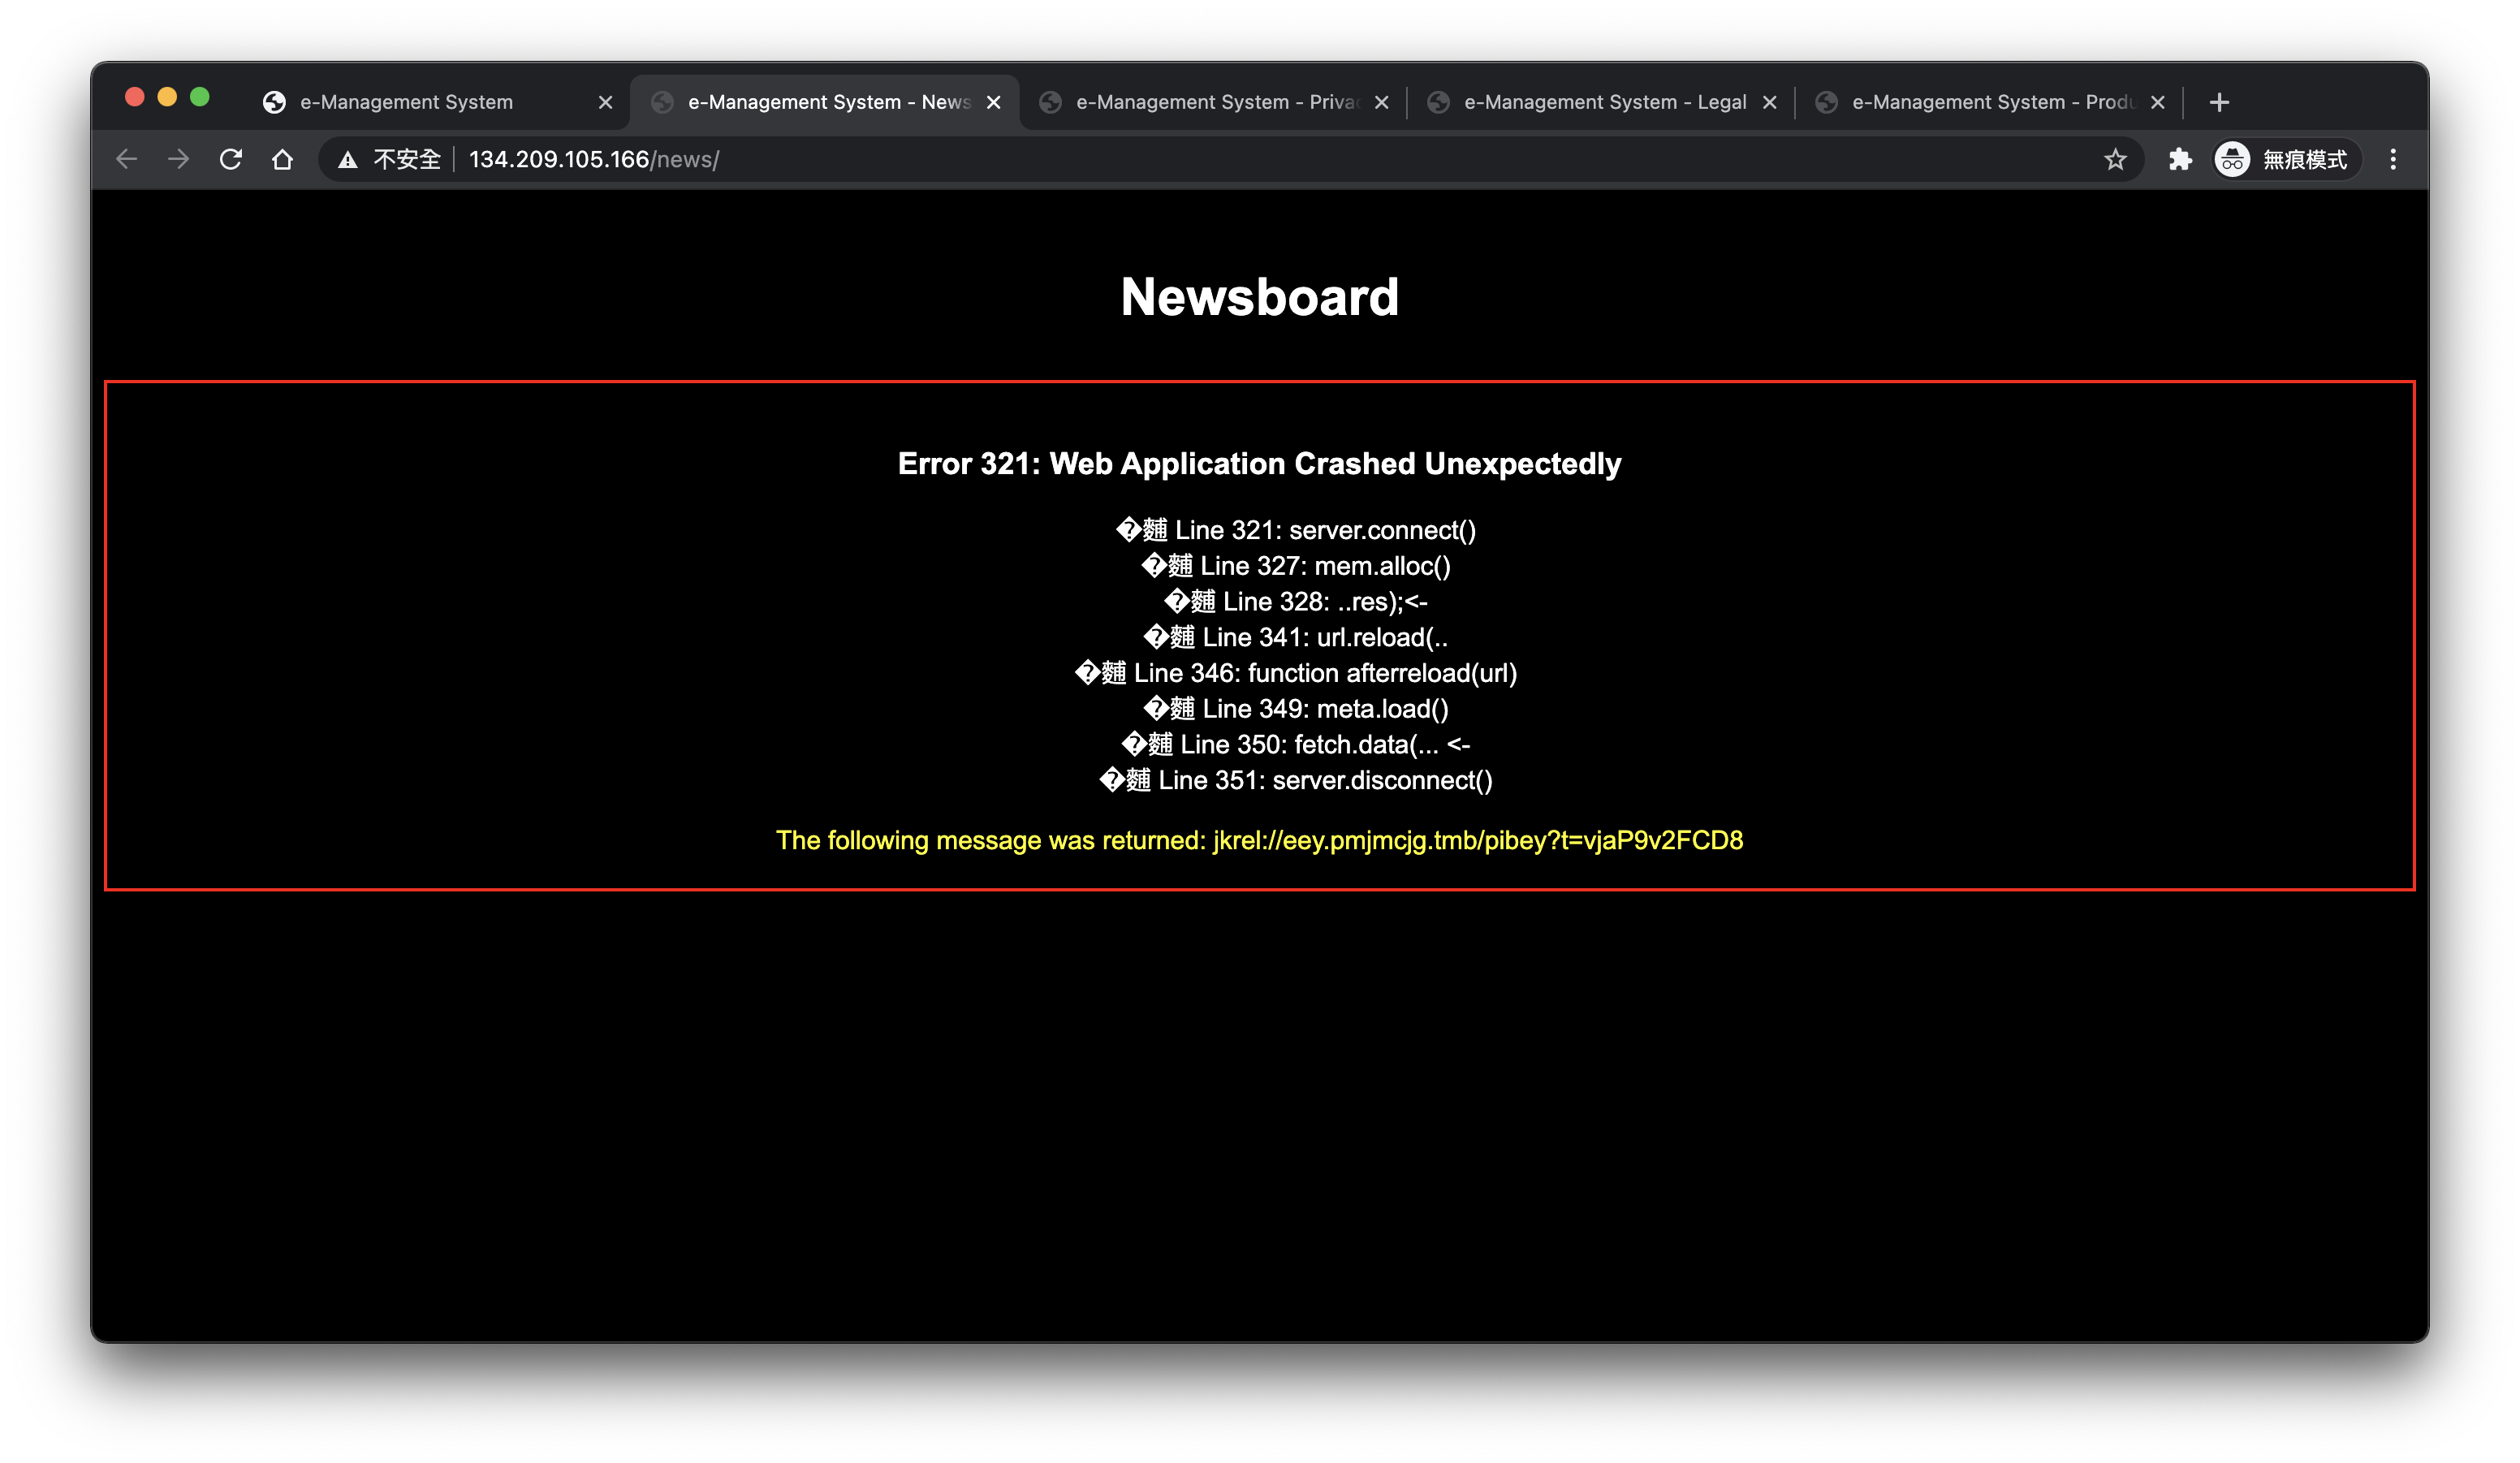 e-Management System
e-Management System - News
e-Management System - Priva
e-Management System - Legal
e-Management System - Produ
不安全
134.209.105.166/news/
無痕模式
Newsboard
Error 321: Web Application Crashed Unexpectedly
�麵 Line 321: server.connect()
�麵 Line 327: mem.alloc()
�麵 Line 328: ..res);<-
�麵 Line 341: url.reload(..
�麵 Line 346: function afterreload(url)
�麵 Line 349: meta.load()
�麵 Line 350: fetch.data(... <-
�麵 Line 351: server.disconnect()
The following message was returned: jkrel://eey.pmjmcjg.tmb/pibey?t=vjaP9v2FCD8